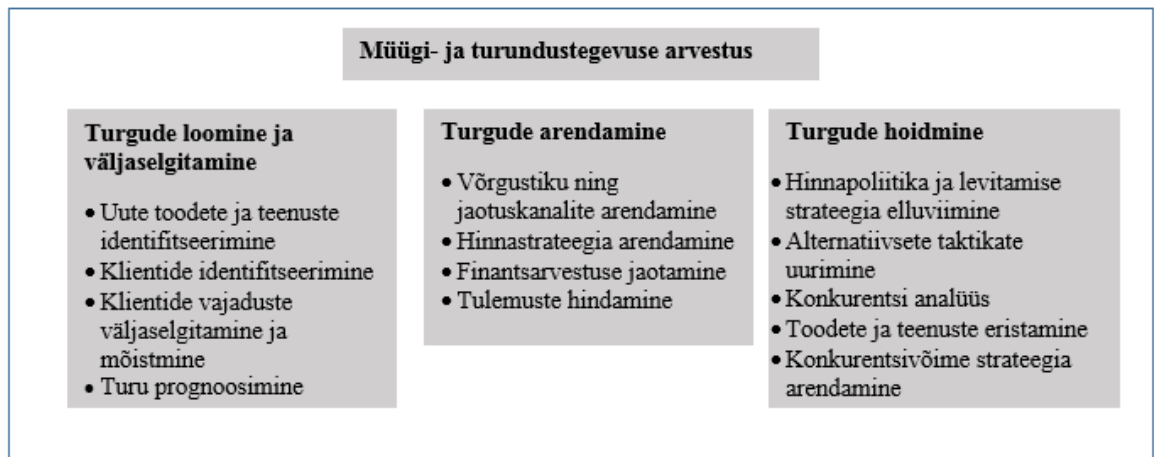 Müügi- ja turundustegevuse arvestus
Turgude loomine ja
väljaselgitamine
• Uute toodete ja teenuste
identifitseerimine
• Klientide identifitseerimine
• Klientide vajaduste
väljaselgitamine ja
mõistmine
• Turu prognoosimine
Turgude arendamine
• Võrgustiku ning
jaotuskanalite arendamine
• Hinnastrateegia arendamine
• Finantsarvestuse jaotamine
• Tulemuste hindamine
Turgude hoidmine
• Hinnapoliitika ja levitamise
strateegia elluviimine
• Alternatiivsete taktikate
uurimine
• Konkurentsi analüüs
• Toodete ja teenuste eristamine
• Konkurentsivõime strateegia
arendamine